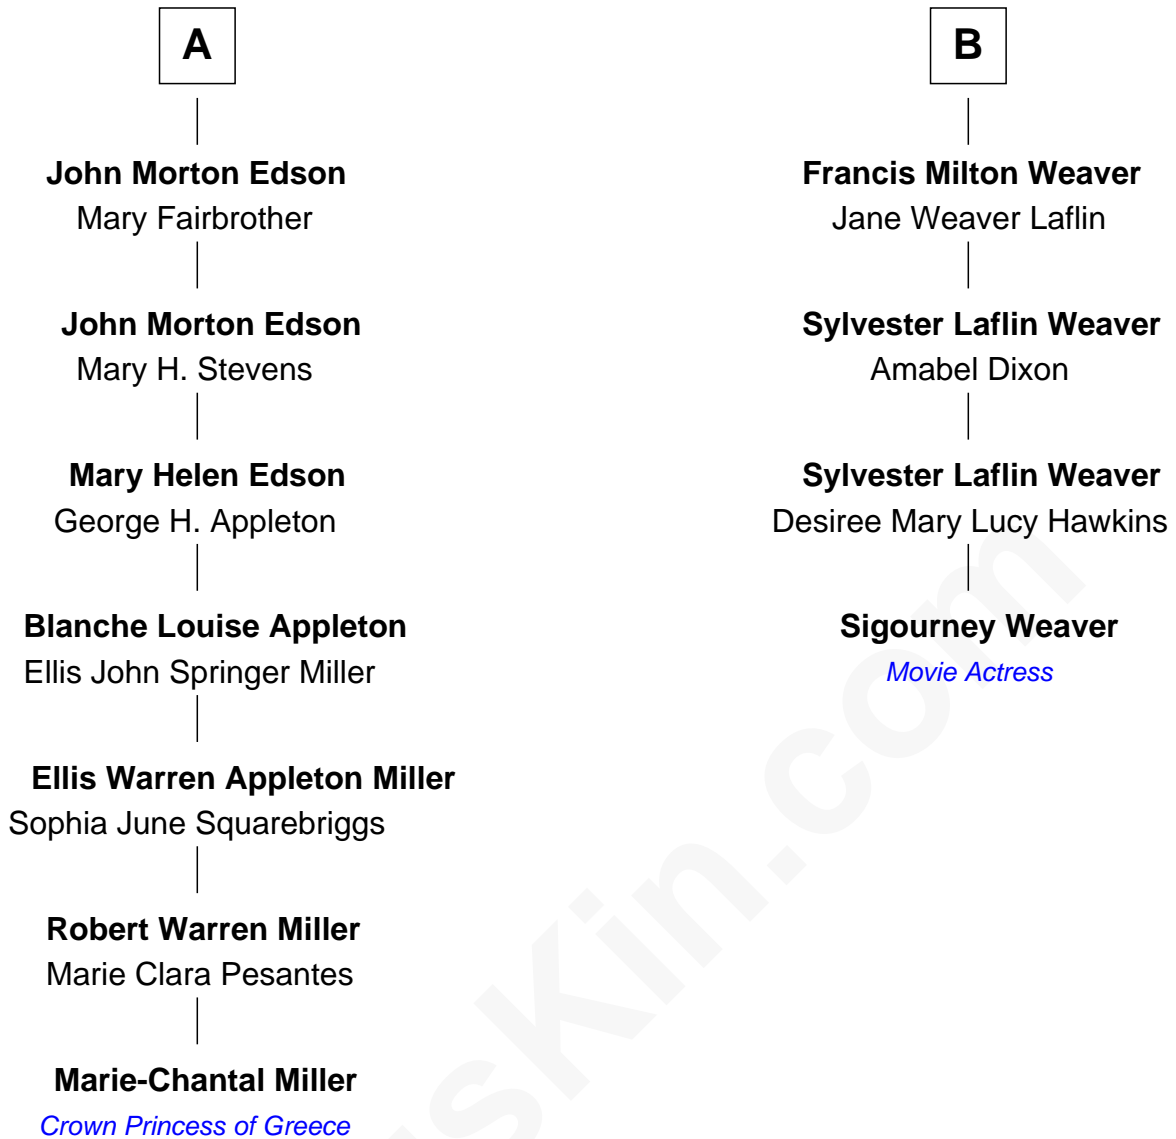 A
John Morton Edson
Mary Fairbrother
John Morton Edson
Mary H. Stevens
Mary Helen Edson
George H. Appleton
Blanche Louise Appleton
Ellis John Springer Miller
Ellis Warren Appleton Miller
Sophia June Squarebriggs
Robert Warren Miller
Marie Clara Pesantes
Marie-Chantal Miller
Crown Princess of Greece
B
Francis Milton Weaver
Jane Weaver Laflin
Sylvester Laflin Weaver
Amabel Dixon
Sylvester Laflin Weaver
Desiree Mary Lucy Hawkins
Sigourney Weaver
Movie Actress